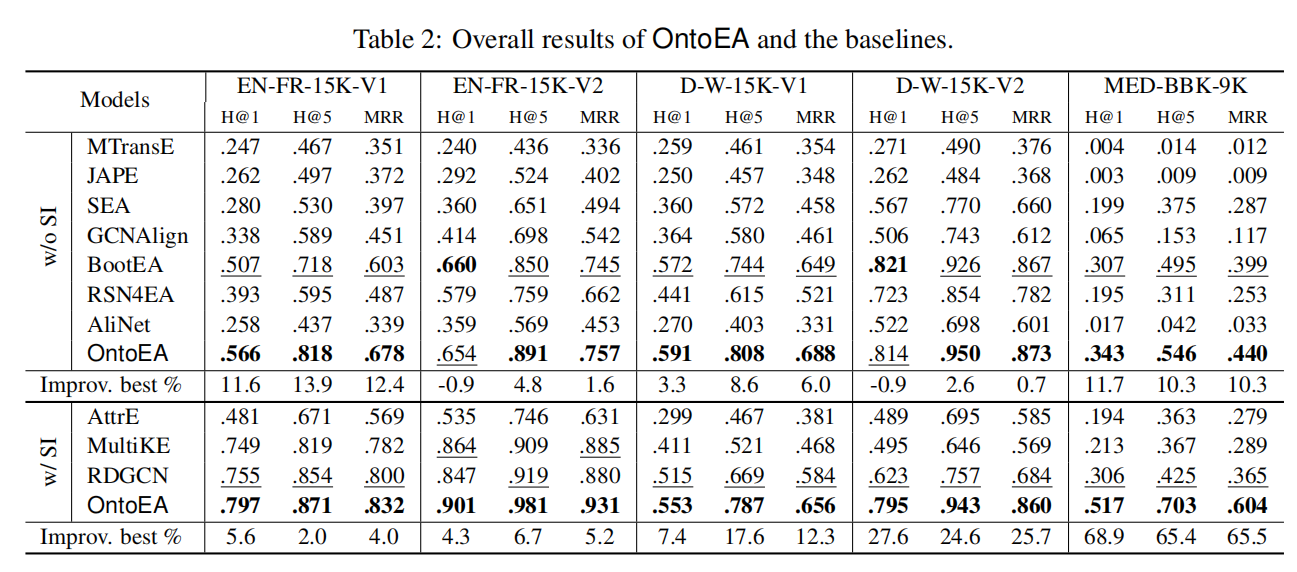 Table 2: Overall results of OntoEA and the baselines.
Models EN-FR-15K-V1 EN-FR-15K-V2 D-W-15K-V1 D-W-15K-V2 MED-BBK-9K
H@1 H@5 MRR H@1 H@5 MRR H@1 H@5 MRR H@1 H@5 MRR H@1 H@5 MRR
w/o SI
MTransE .247 .467 .351 .240 .436 .336 .259 .461 .354 .271 .490 .376 .004 .014 .012
JAPE .262 .497 .372 .292 .524 .402 .250 .457 .348 .262 .484 .368 .003 .009 .009
SEA .280 .530 .397 .360 .651 .494 .360 .572 .458 .567 .770 .660 .199 .375 .287
GCNAlign .338 .589 .451 .414 .698 .542 .364 .580 .461 .506 .743 .612 .065 .153 .117
BootEA .507 .718 .603 .660 .850 .745 .572 .744 .649 .821 .926 .867 .307 .495 .399
RSN4EA .393 .595 .487 .579 .759 .662 .441 .615 .521 .723 .854 .782 .195 .311 .253
AliNet .258 .437 .339 .359 .569 .453 .270 .403 .331 .522 .698 .601 .017 .042 .033
OntoEA .566 .818 .678 .654 .891 .757 .591 .808 .688 .814 .950 .873 .343 .546 .440
Improv. best % 11.6 13.9 12.4 -0.9 4.8 1.6 3.3 8.6 6.0 -0.9 2.6 0.7 11.7 10.3 10.3
w/ SI
AttrE .481 .671 .569 .535 .746 .631 .299 .467 .381 .489 .695 .585 .194 .363 .279
MultiKE .749 .819 .782 .864 .909 .885 .411 .521 .468 .495 .646 .569 .213 .367 .289
RDGCN .755 .854 .800 .847 .919 .880 .515 .669 .584 .623 .757 .684 .306 .425 .365
OntoEA .797 .871 .832 .901 .981 .931 .553 .787 .656 .795 .943 .860 .517 .703 .604
Improv. best % 5.6 2.0 4.0 4.3 6.7 5.2 7.4 17.6 12.3 27.6 24.6 25.7 68.9 65.4 65.5